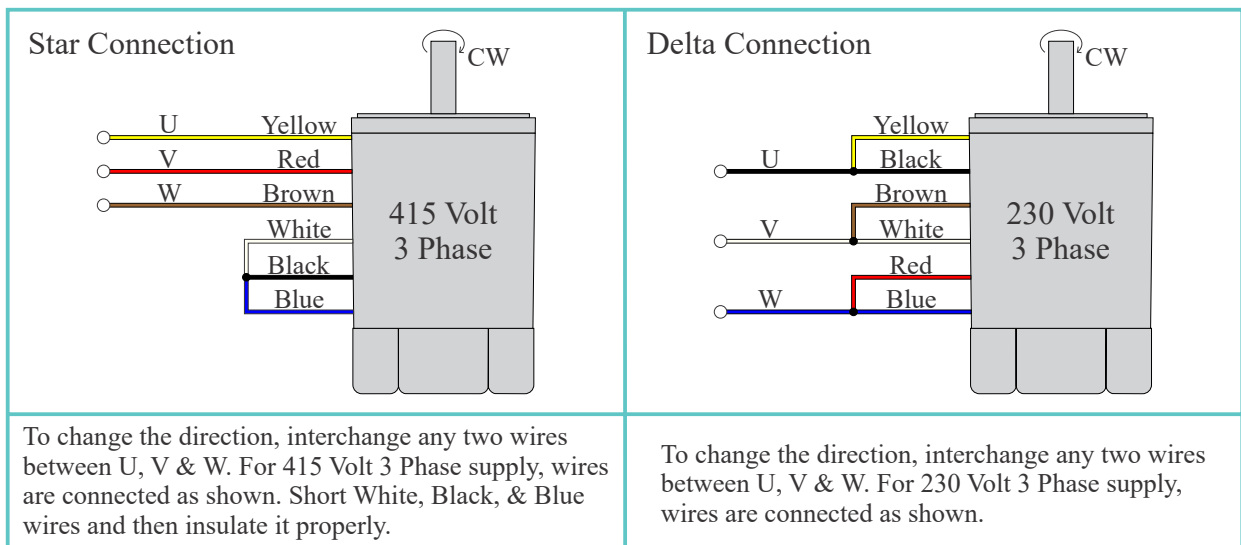 Star Connection
CW
U Yellow
V Red
W Brown
White
Black
Blue
415 Volt
3 Phase
To change the direction, interchange any two wires
between U, V & W. For 415 Volt 3 Phase supply, wires
are connected as shown. Short White, Black, & Blue
wires and then insulate it properly.
Delta Connection
CW
Yellow
U Black
Brown
V White
Red
W Blue
230 Volt
3 Phase
To change the direction, interchange any two wires
between U, V & W. For 230 Volt 3 Phase supply,
wires are connected as shown.